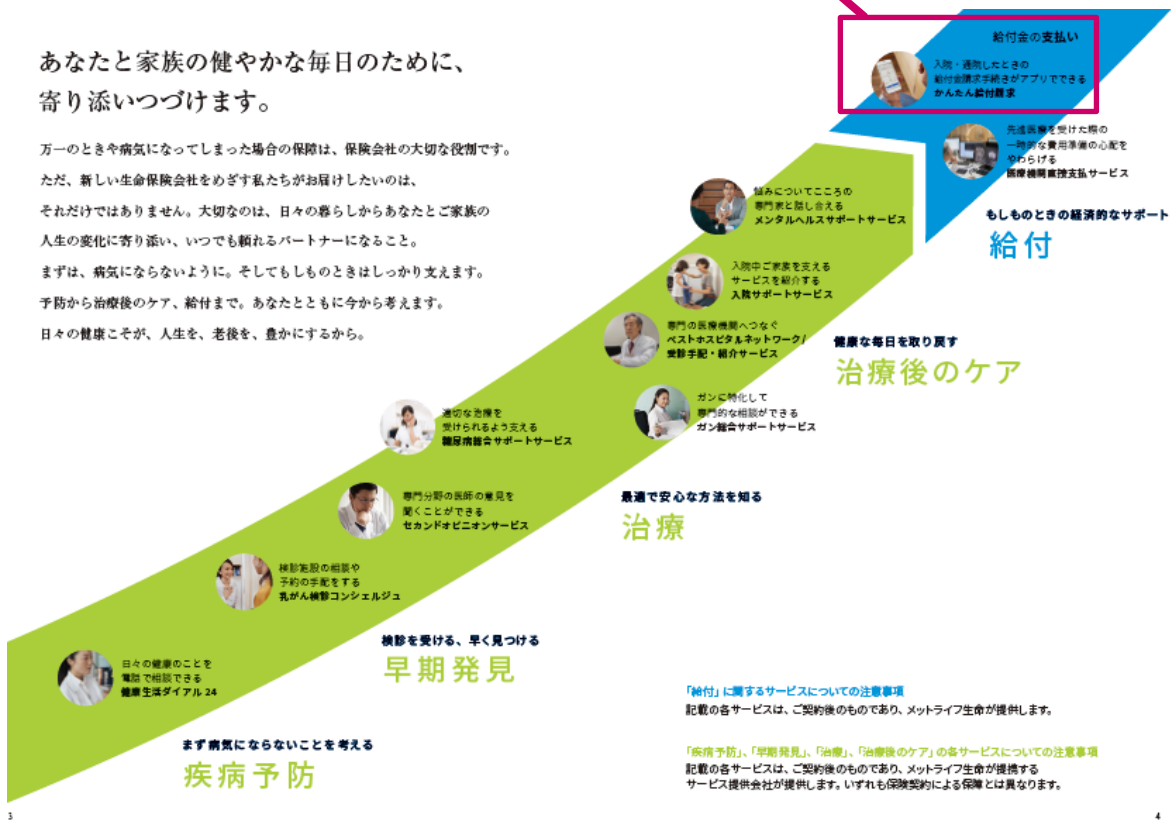 あなたと家族の健やかな毎日のために、
寄り添いつづけます。
万一のときや病気になってしまった場合の保障は、保険会社の大切な役割です。
ただ、新しい生命保険会社をめざす私たちがお届けしたいのは、
それだけではありません。大切なのは、日々の暮らしからあなたとご家族の
人生の変化に寄り添い、いつでも頼れるパートナーになること。
まずは、病気にならないように。そしてもしものときはしっかり支えます。
予防から治療後のケア、給付まで。あなたとともに今から考えます。
日々の健康こそが、人生を、老後を、豊かにするから。
給付金の支払い
入院・通院したときの
給付金請求手続きがアプリでできる
かんたん給付請求
先進医療を受けた際の
一時的な費用準備の心配を
やわらげる
医療機関直接支払サービス
もしものときの経済的なサポート
給付
悩みについてこころの
専門家と話し合える
メンタルヘルスサポートサービス
入院中ご家族を支える
サービスを紹介する
入院サポートサービス
専門の医療機関へつなぐ
ベストホスピタルネットワーク/
受診手配・紹介サービス
健康な毎日を取り戻す
治療後のケア
ガンに特化して
専門的な相談ができる
ガン総合サポートサービス
適切な治療を
受けられるよう支える
糖尿病総合サポートサービス
専門分野の医師の意見を
聞くことができる
セカンドオピニオンサービス
最適で安心な方法を知る
治療
検診施設の相談や
予約の手配をする
乳がん検診コンシェルジュ
検診を受ける、早く見つける
早期発見
日々の健康のことを
電話で相談できる
健康生活ダイアル 24
まず病気にならないことを考える
疾病予防
「給付」に関するサービスについての注意事項
記載の各サービスは、ご契約後のものであり、メットライフ生命が提供します。
「疾病予防」、「早期発見」、「治療」、「治療後のケア」の各サービスについての注意事項
記載の各サービスは、ご契約後のものであり、メットライフ生命が提携する
サービス提供会社が提供します。いずれも保険契約による保障とは異なります。
3
4